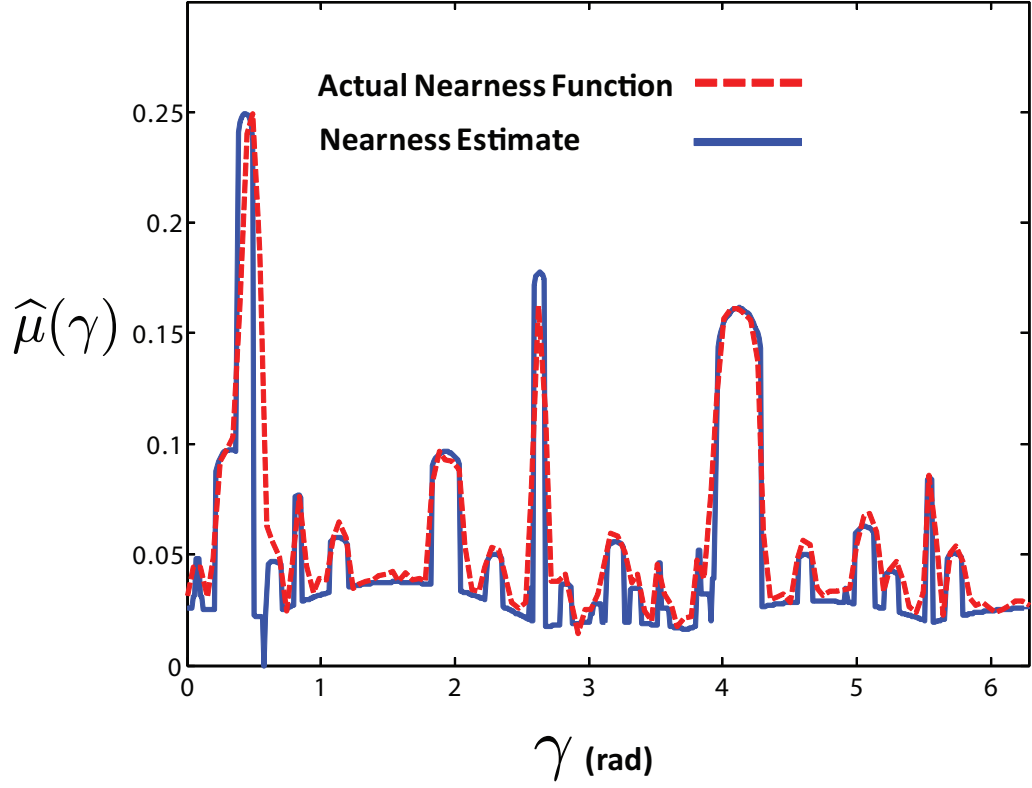 Actual Nearness Function
Nearness Estimate
0.25
0.2
0.15
0.1
0.05
0
μ̂(γ)
0 1 2 3 4 5 6
γ (rad)